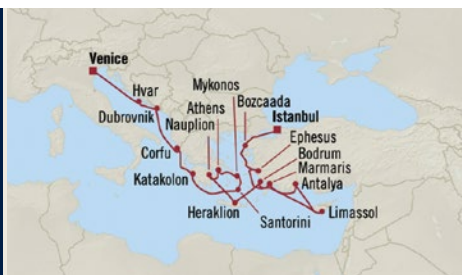 Venice
Hvar
Dubrovnik
Corfu
Katakolon
Mykonos
Bozcaada
Athens
Istanbul
Nauplion
Ephesus
Bodrum
Marmaris
Antalya
Heraklion
Santorini
Limassol